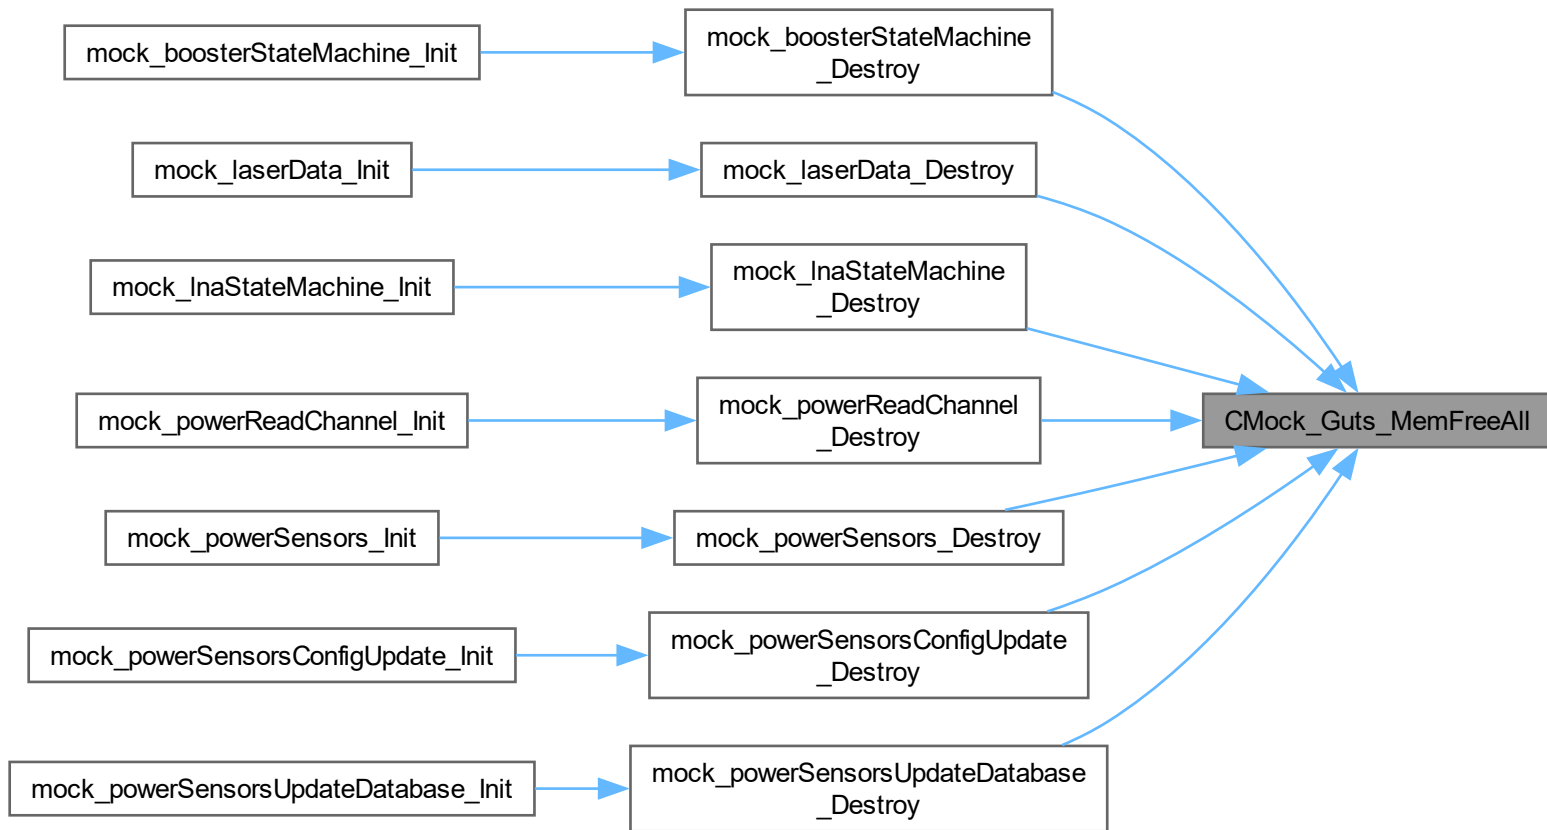 mock_boosterStateMachine_Init
mock_boosterStateMachine
_Destroy
mock_laserData_Init
mock_laserData_Destroy
mock_lnaStateMachine_Init
mock_lnaStateMachine
_Destroy
mock_powerReadChannel_Init
mock_powerReadChannel
_Destroy
CMock_Guts_MemFreeAll
mock_powerSensors_Init
mock_powerSensors_Destroy
mock_powerSensorsConfigUpdate_Init
mock_powerSensorsConfigUpdate
_Destroy
mock_powerSensorsUpdateDatabase_Init
mock_powerSensorsUpdateDatabase
_Destroy